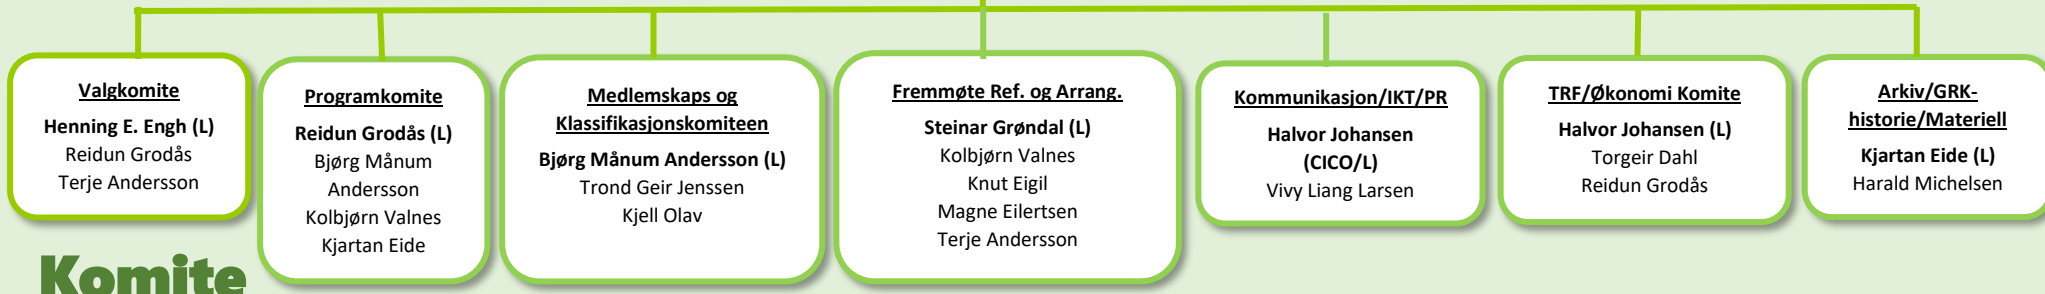 Valgkomite
Henning E. Engh (L)
Reidun Grodås
Terje Andersson
Programkomite
Reidun Grodås (L)
Bjørg Månum
Andersson
Kolbjørn Valnes
Kjartan Eide
Medlemskaps og
Klassifikasjonskomiteen
Bjørg Månum Andersson (L)
Trond Geir Jenssen
Kjell Olav
Fremmøte Ref. og Arrang.
Steinar Grøndal (L)
Kolbjørn Valnes
Knut Eigil
Magne Eilertsen
Terje Andersson
Kommunikasjon/IKT/PR
Halvor Johansen
(CICO/L)
Vivy Liang Larsen
TRF/Økonomi Komite
Halvor Johansen (L)
Torgeir Dahl
Reidun Grodås
Arkiv/GRK-
historie/Materiell
Kjartan Eide (L)
Harald Michelsen
Komite